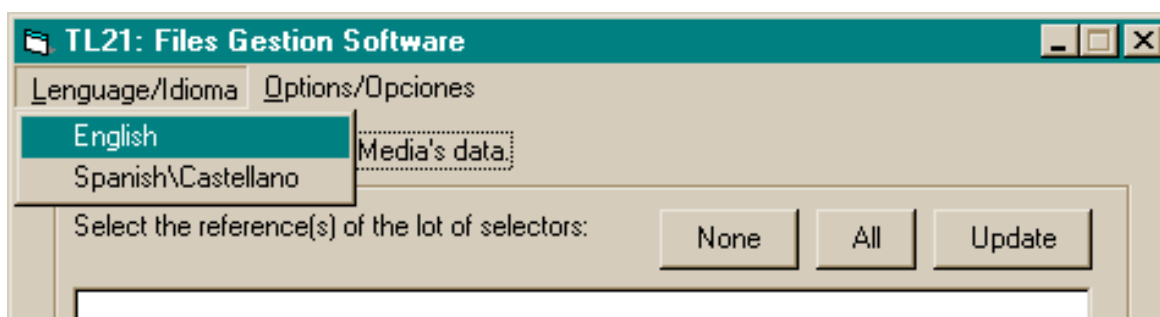 TL21: Files Gestion Software
Lenguage/Idioma Options/Opciones
English
Media's data.
Spanish\Castellano
Select the reference(s) of the lot of selectors:
None All Update